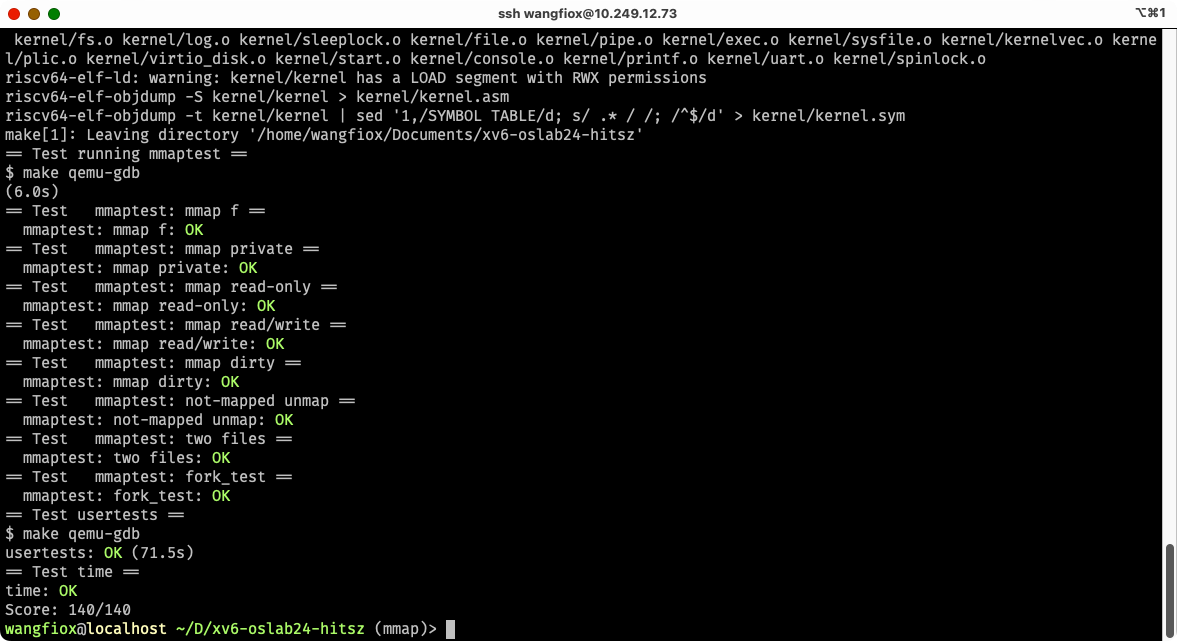 ssh wangfiox@10.249.12.73
⌥⌘1
kernel/fs.o kernel/log.o kernel/sleeplock.o kernel/file.o kernel/pipe.o kernel/exec.o kernel/sysfile.o kernel/kernelvec.o kerne
l/plic.o kernel/virtio_disk.o kernel/start.o kernel/console.o kernel/printf.o kernel/uart.o kernel/spinlock.o
riscv64-elf-ld: warning: kernel/kernel has a LOAD segment with RWX permissions
riscv64-elf-objdump -S kernel/kernel > kernel/kernel.asm
riscv64-elf-objdump -t kernel/kernel | sed '1,/SYMBOL TABLE/d; s/ .* / /; /^$/d' > kernel/kernel.sym
make[1]: Leaving directory '/home/wangfiox/Documents/xv6-oslab24-hitsz'
== Test running mmaptest ==
$ make qemu-gdb
(6.0s)
== Test   mmaptest: mmap f ==
  mmaptest: mmap f: OK
== Test   mmaptest: mmap private ==
  mmaptest: mmap private: OK
== Test   mmaptest: mmap read-only ==
  mmaptest: mmap read-only: OK
== Test   mmaptest: mmap read/write ==
  mmaptest: mmap read/write: OK
== Test   mmaptest: mmap dirty ==
  mmaptest: mmap dirty: OK
== Test   mmaptest: not-mapped unmap ==
  mmaptest: not-mapped unmap: OK
== Test   mmaptest: two files ==
  mmaptest: two files: OK
== Test   mmaptest: fork_test ==
  mmaptest: fork_test: OK
== Test usertests ==
$ make qemu-gdb
usertests: OK (71.5s)
== Test time ==
time: OK
Score: 140/140
wangfiox@localhost ~/D/xv6-oslab24-hitsz (mmap)>